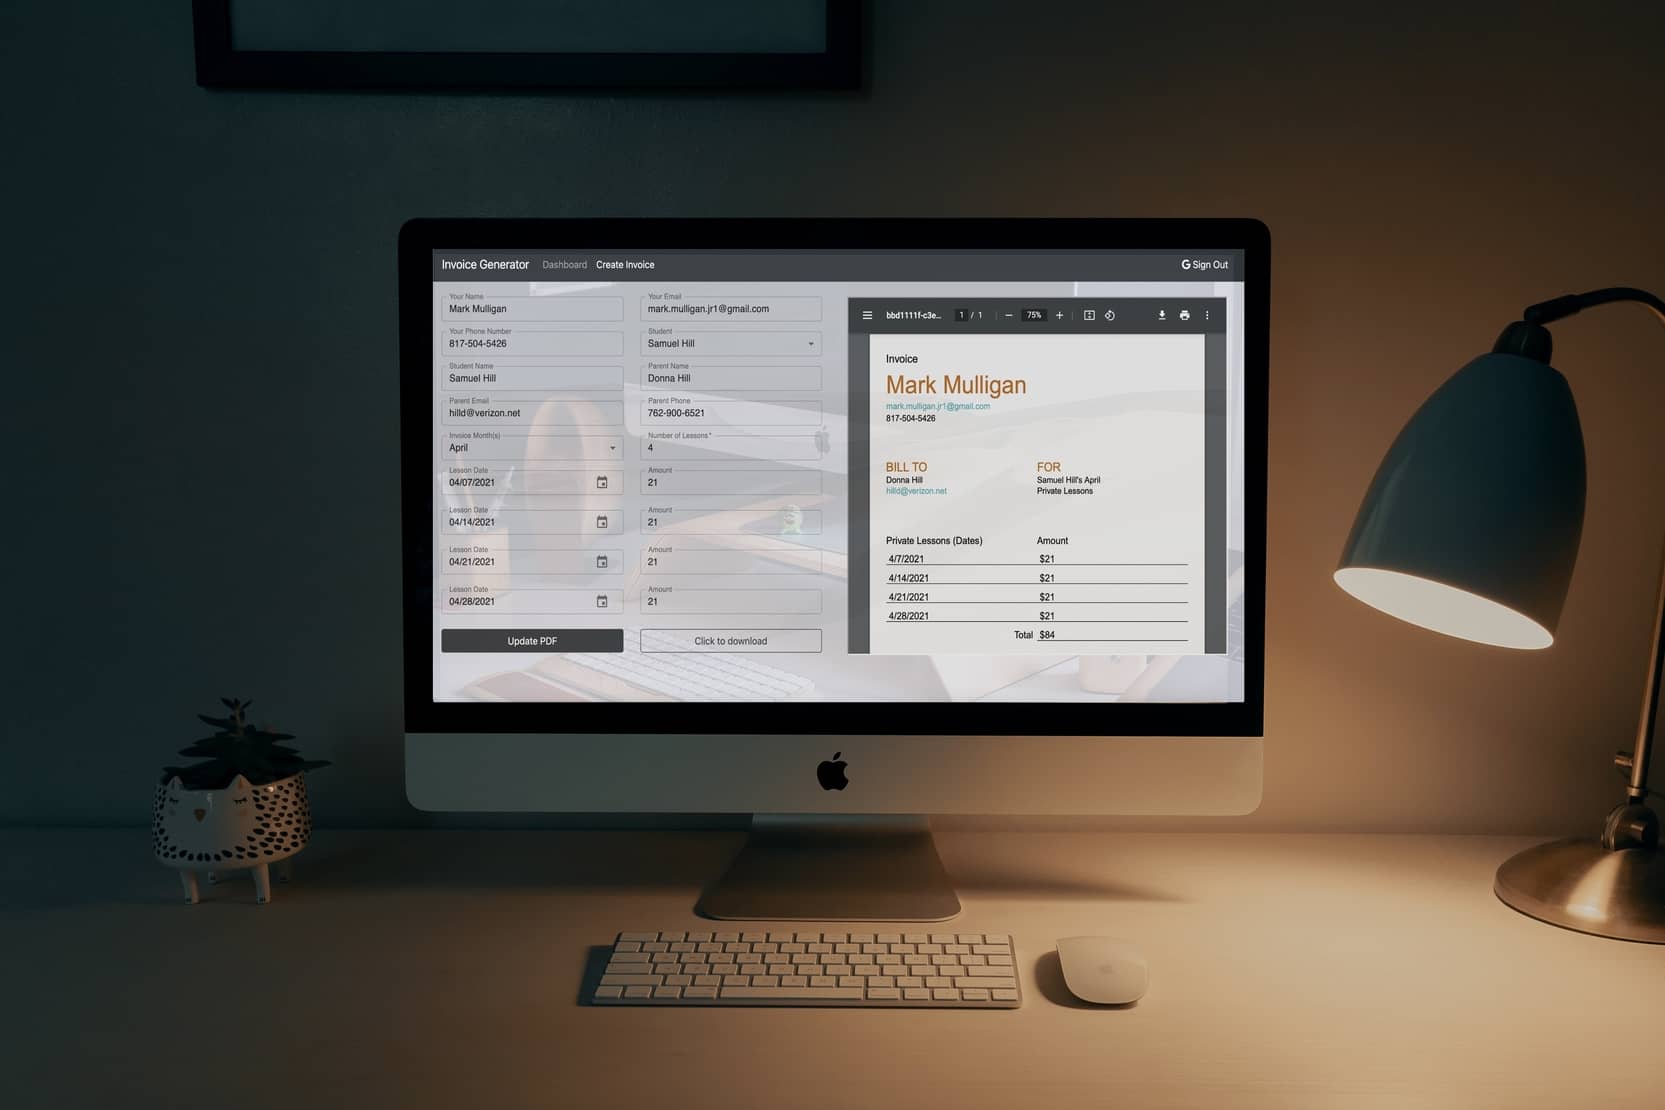 Invoice Generator Dashboard Create Invoice Sign Out
Your Name
Mark Mulligan
Your Email
mark.mulligan.jr1@gmail.com
Your Phone Number
817-504-5426
Student
Samuel Hill
Student Name
Samuel Hill
Parent Name
Donna Hill
Parent Email
hilld@verizon.net
Parent Phone
762-900-6521
Invoice Month(s)
April
Number of Lessons *
4
Lesson Date
04/07/2021
Amount
21
Lesson Date
04/14/2021
Amount
21
Lesson Date
04/21/2021
Amount
21
Lesson Date
04/28/2021
Amount
21
Update PDF
Click to download
bbd1111f-c3e... 1 / 1 75%
Invoice
Mark Mulligan
mark.mulligan.jr1@gmail.com
817-504-5426
BILL TO
Donna Hill
hilld@verizon.net
FOR
Samuel Hill's April
Private Lessons
Private Lessons (Dates) Amount
4/7/2021 $21
4/14/2021 $21
4/21/2021 $21
4/28/2021 $21
Total $84